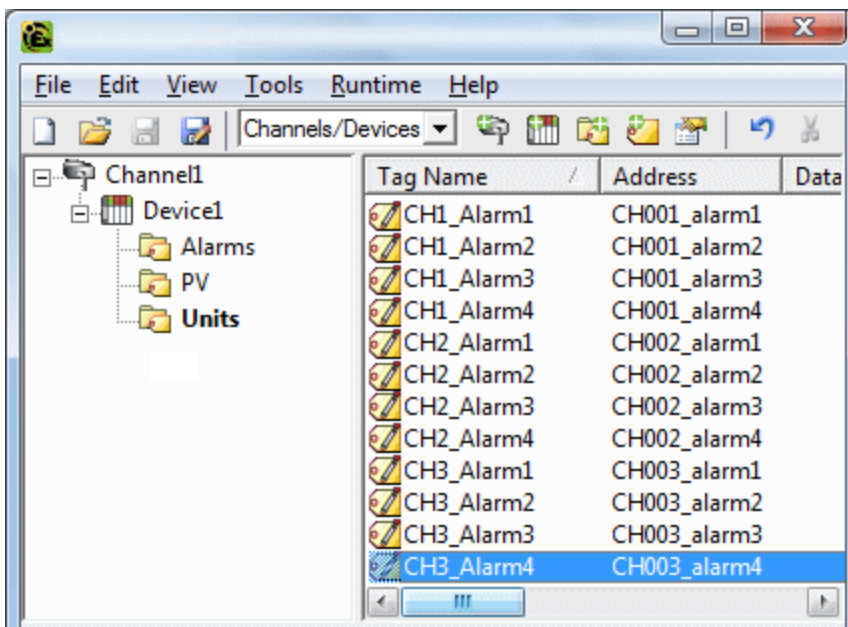 File Edit View Tools Runtime Help
Channels/Devices
Channel1
Device1
Alarms
PV
Units
Tag Name Address Data
CH1_Alarm1 CH001_alarm1
CH1_Alarm2 CH001_alarm2
CH1_Alarm3 CH001_alarm3
CH1_Alarm4 CH001_alarm4
CH2_Alarm1 CH002_alarm1
CH2_Alarm2 CH002_alarm2
CH2_Alarm3 CH002_alarm3
CH2_Alarm4 CH002_alarm4
CH3_Alarm1 CH003_alarm1
CH3_Alarm2 CH003_alarm2
CH3_Alarm3 CH003_alarm3
CH3_Alarm4 CH003_alarm4